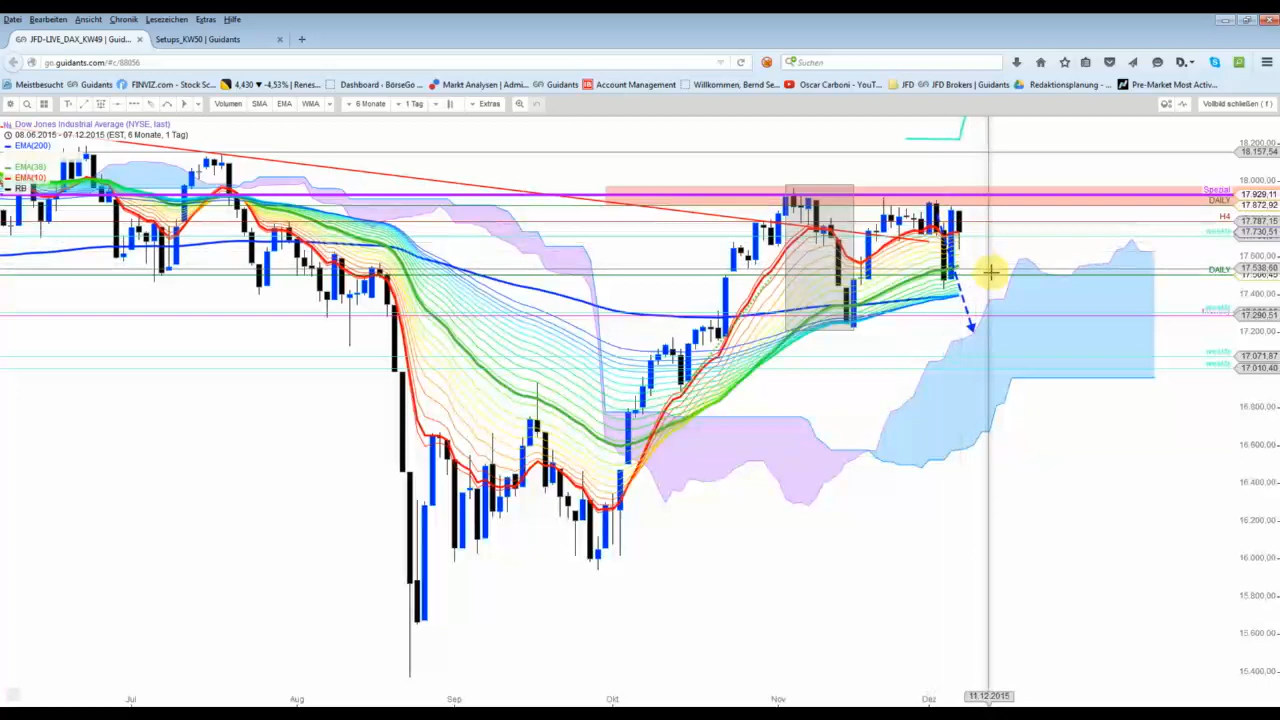 Datei Bearbeiten Ansicht Chronik Lesezeichen Extras Hilfe
JFD-LIVE_DAX_KW49 | Guid... Setups_KW50 | Guidants
go.guidants.com/#c/88056 Suchen
Meistbesucht Guidants FINVIZ.com - Stock Sc... 4,430 ▼ -4,53% | Renes... Dashboard - BörseGo ... Markt Analysen | Admi... Guidants Account Management Willkommen, Bernd Se... Oscar Carboni - YouT... JFD JFD Brokers | Guidants Redaktionsplanung - ... Pre-Market Most Activ...
Volumen SMA EMA WMA 6 Monate 1 Tag Extras Vollbild schließen ( f )
Dow Jones Industrial Average (NYSE, last)
08.06.2015 - 07.12.2015 (EST, 6 Monate, 1 Tag)
EMA(200)
EMA(38)
EMA(10)
RB
18.200,00
18.157,54
18.000,00
Spezial 17.929,11
DAILY 17.872,92
H4 17.787,15
weekly 17.730,51
17.600,00
DAILY 17.538,60
17.400,00
weekly
17.290,51
17.200,00
weekly 17.071,87
weekly 17.010,40
16.800,00
16.600,00
16.400,00
16.200,00
16.000,00
15.800,00
15.600,00
15.400,00
Jul Aug Sep Okt Nov Dez 11.12.2015